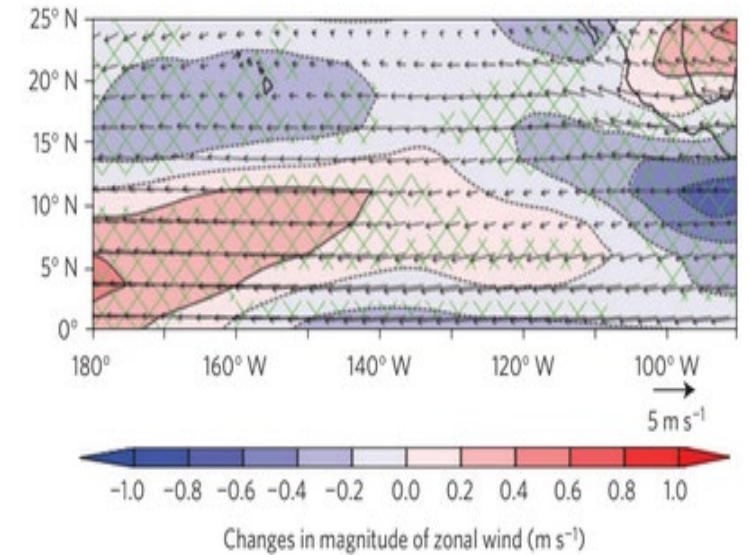 25° N
20° N
15° N
10° N
5° N
0°
180° 160° W 140° W 120° W 100° W
5 m s⁻¹
−1.0 −0.8 −0.6 −0.4 −0.2 0.0 0.2 0.4 0.6 0.8 1.0
Changes in magnitude of zonal wind (m s⁻¹)